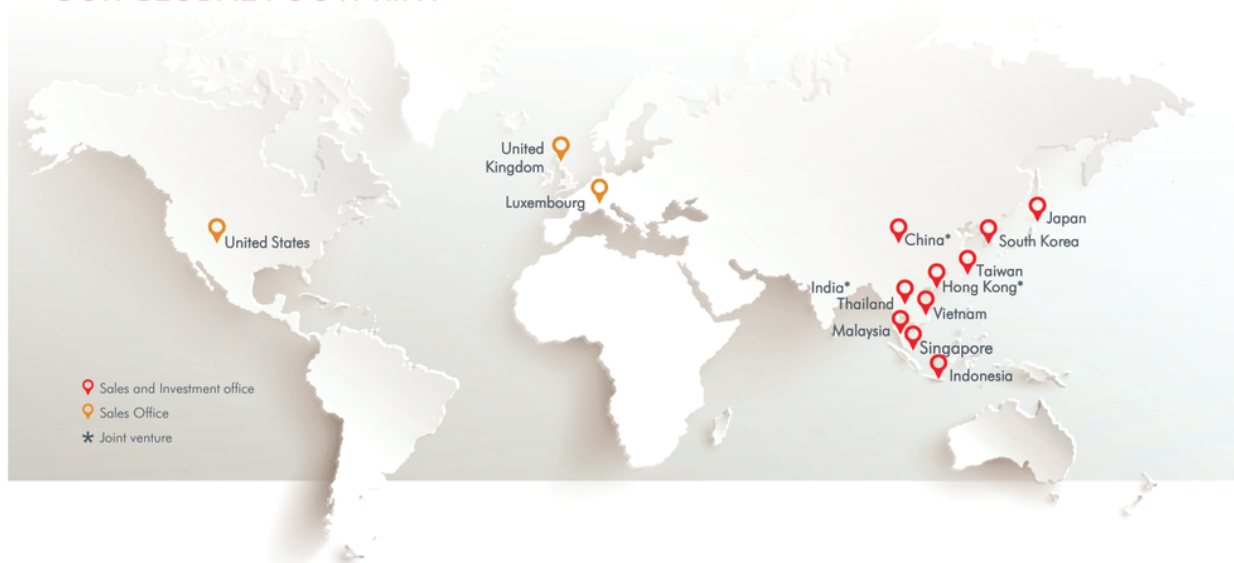 United
Kingdom
Luxembourg
United States
Japan
China*
South Korea
Taiwan
India*
Hong Kong*
Thailand
Vietnam
Malaysia
Singapore
Indonesia
Sales and Investment office
Sales Office
* Joint venture